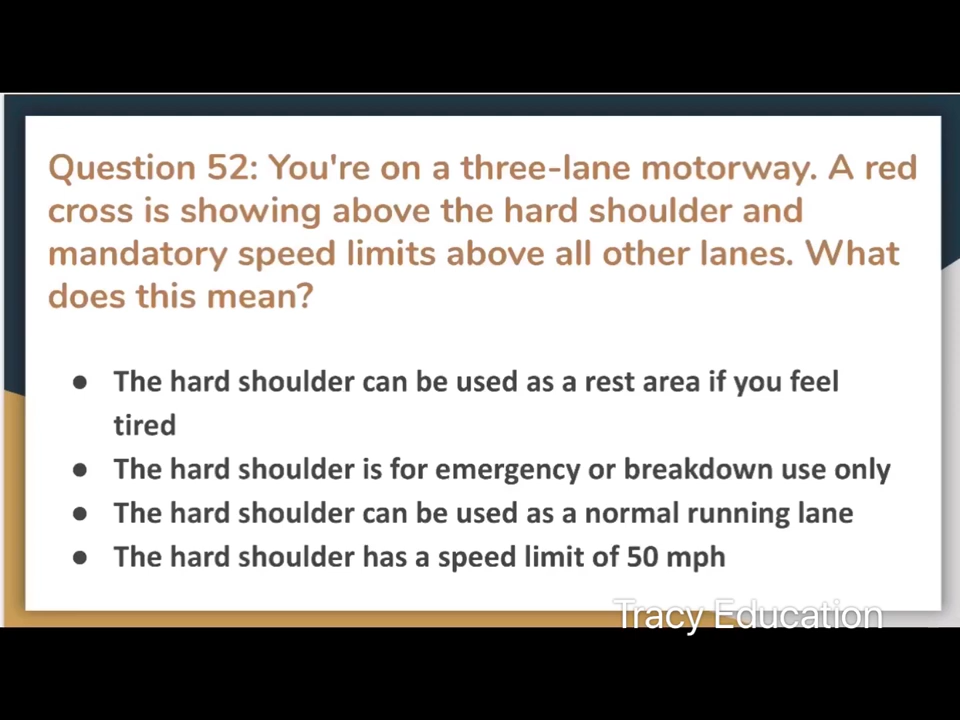 Question 52: You're on a three-lane motorway. A red
cross is showing above the hard shoulder and
mandatory speed limits above all other lanes. What
does this mean?
● The hard shoulder can be used as a rest area if you feel
tired
● The hard shoulder is for emergency or breakdown use only
● The hard shoulder can be used as a normal running lane
● The hard shoulder has a speed limit of 50 mph
Tracy Education